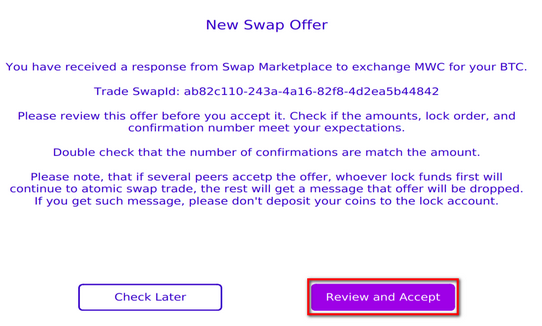 New Swap Offer
You have received a response from Swap Marketplace to exchange MWC for your BTC.
Trade SwapId: ab82c110-243a-4a16-82f8-4d2ea5b44842
Please review this offer before you accept it. Check if the amounts, lock order, and
confirmation number meet your expectations.
Double check that the number of confirmations are match the amount.
Please note, that if several peers accetp the offer, whoever lock funds first will
continue to atomic swap trade, the rest will get a message that offer will be dropped.
If you get such message, please don't deposit your coins to the lock account.
Check Later
Review and Accept